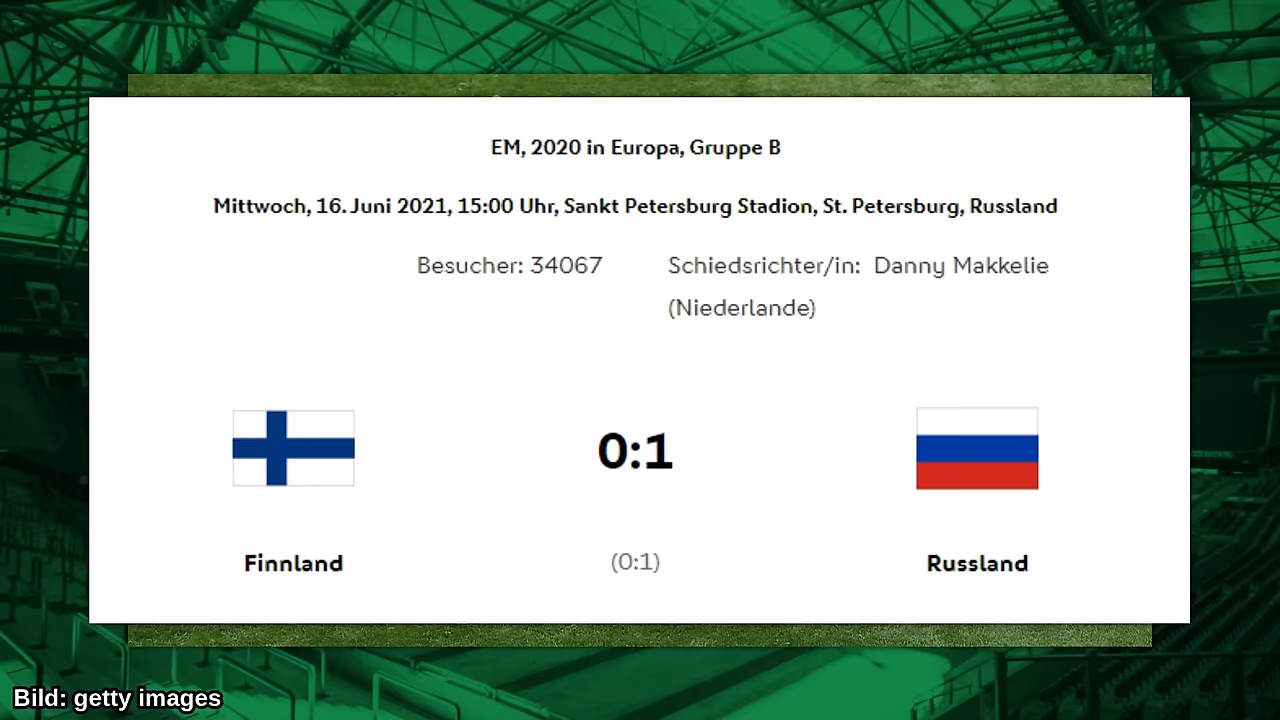 EM, 2020 in Europa, Gruppe B
Mittwoch, 16. Juni 2021, 15:00 Uhr, Sankt Petersburg Stadion, St. Petersburg, Russland
Besucher: 34067 Schiedsrichter/in: Danny Makkelie
(Niederlande)
0:1
Finnland (0:1) Russland
Bild: getty images